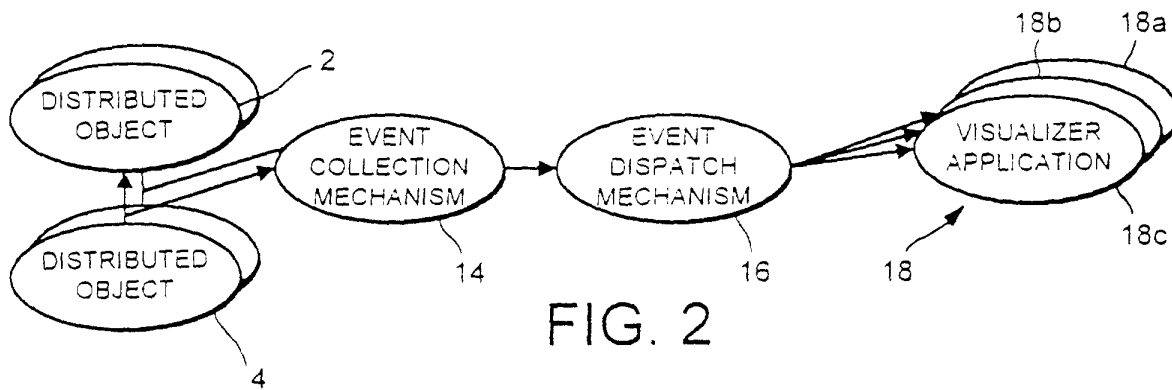 18b
18a
2
DISTRIBUTED
OBJECT
EVENT
COLLECTION
MECHANISM
EVENT
DISPATCH
MECHANISM
VISUALIZER
APPLICATION
DISTRIBUTED
OBJECT
14
16
18
18c
4
FIG. 2